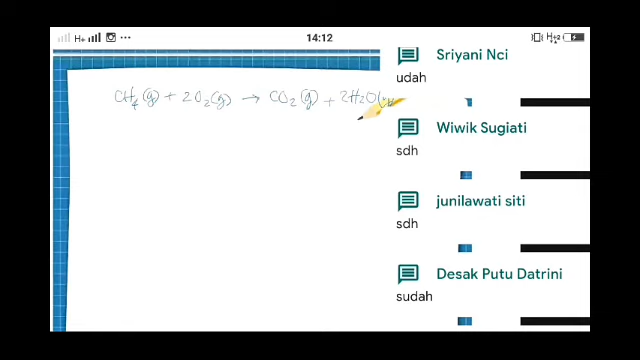 H+ 14:12
Sriyani Nci
udah
CH₄(g) + 2O₂(g) → CO₂(g) + 2H₂O
Wiwik Sugiati
sdh
junilawati siti
sdh
Desak Putu Datrini
sudah